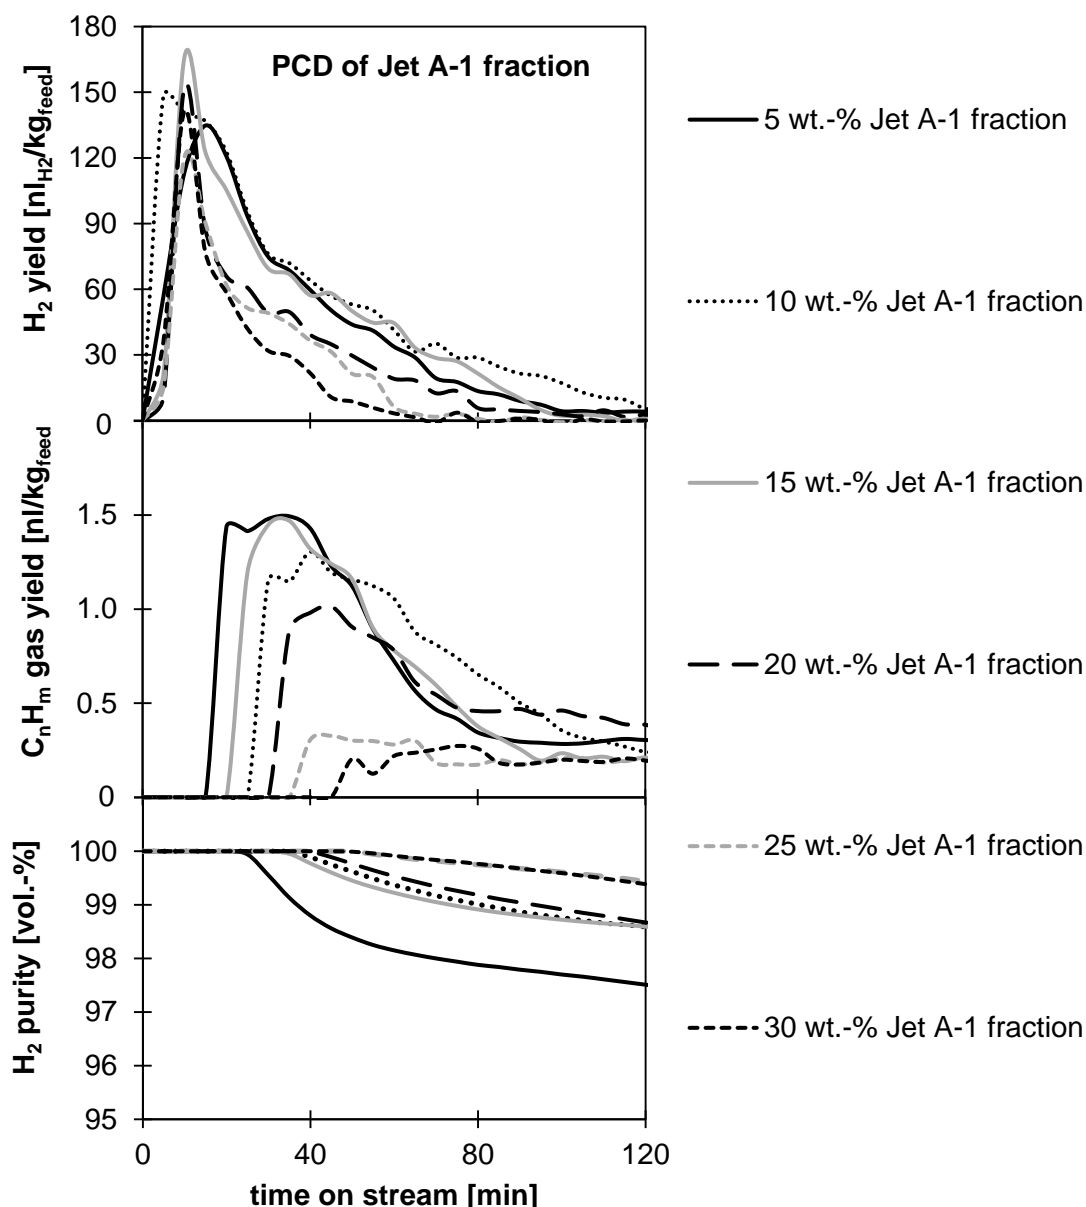 PCD of Jet A-1 fraction
H2 yield [nlH2/kgfeed]
180
150
120
90
60
30
0
CnHm gas yield [nl/kgfeed]
1.5
1.0
0.5
0
H2 purity [vol.-%]
100
99
98
97
96
95
0
40
80
120
time on stream [min]
5 wt.-% Jet A-1 fraction
10 wt.-% Jet A-1 fraction
15 wt.-% Jet A-1 fraction
20 wt.-% Jet A-1 fraction
25 wt.-% Jet A-1 fraction
30 wt.-% Jet A-1 fraction